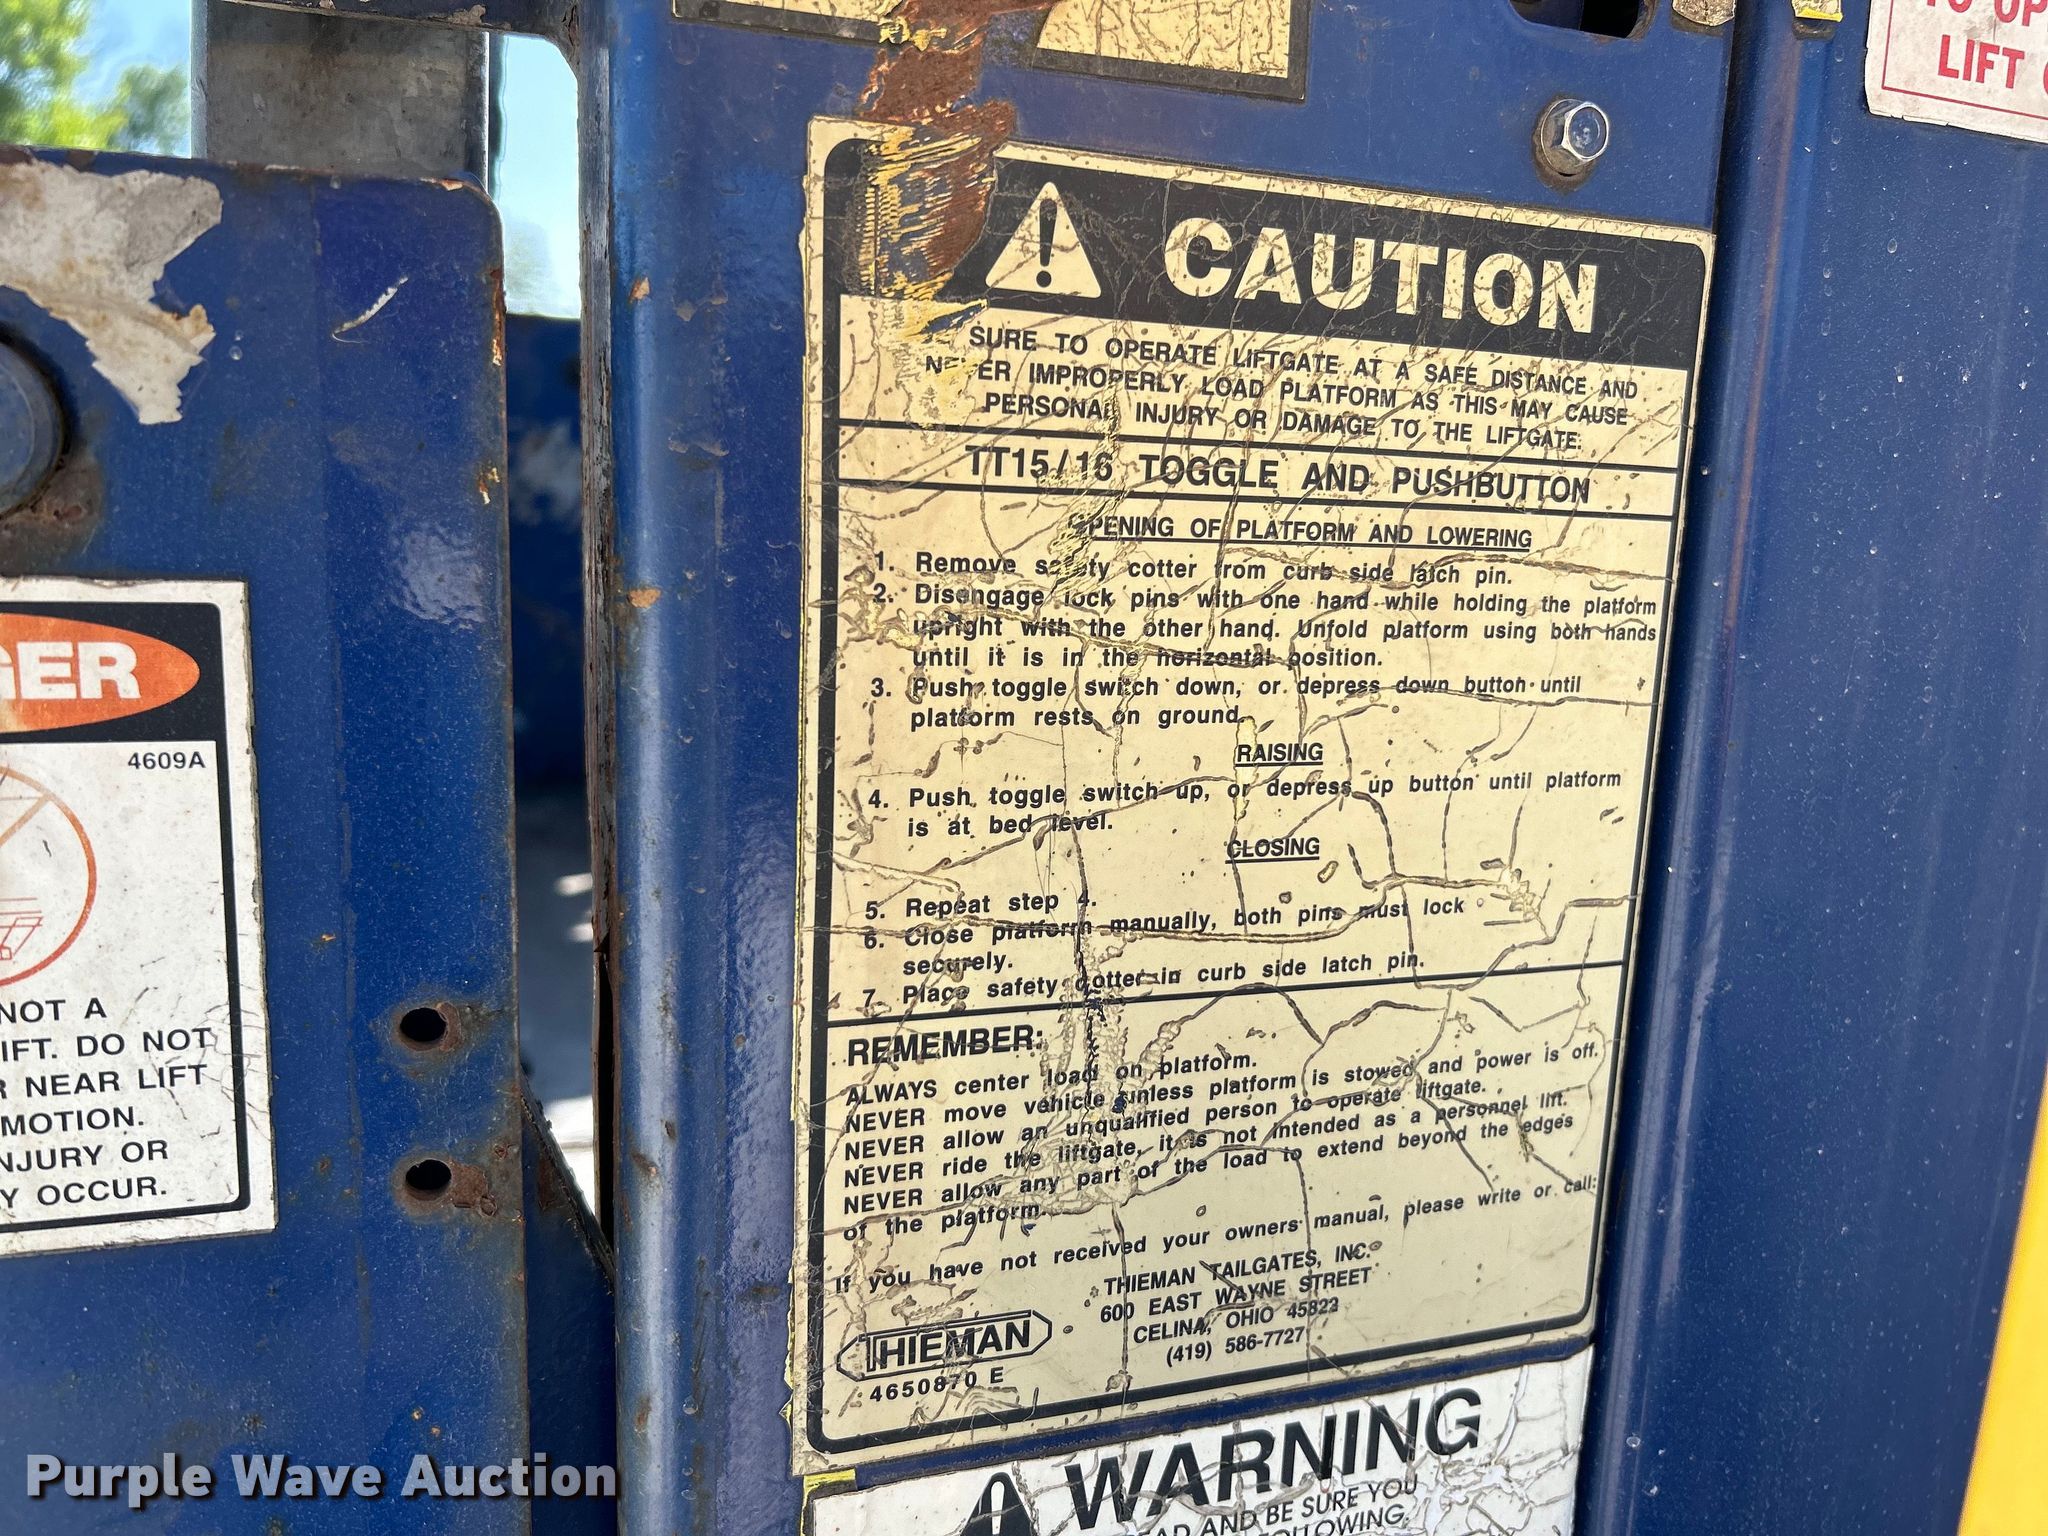 TO OP
LIFT
CAUTION
SURE TO OPERATE LIFTGATE AT A SAFE DISTANCE AND
NEVER IMPROPERLY LOAD PLATFORM AS THIS MAY CAUSE
PERSONAL INJURY OR DAMAGE TO THE LIFTGATE.
TT15/16 TOGGLE AND PUSHBUTTON
OPENING OF PLATFORM AND LOWERING
1. Remove safety cotter from curb side latch pin.
2. Disengage lock pins with one hand while holding the platform
upright with the other hand. Unfold platform using both hands
until it is in the horizontal position.
3. Push toggle switch down, or depress down button until
platform rests on ground.
RAISING
4. Push toggle switch up, or depress up button until platform
is at bed level.
CLOSING
5. Repeat step 4.
6. Close platform manually, both pins must lock
securely.
7. Place safety cotter in curb side latch pin.
REMEMBER:
ALWAYS center load on platform.
NEVER move vehicle unless platform is stowed and power is off.
NEVER allow an unqualified person to operate liftgate.
NEVER ride the liftgate, it is not intended as a personnel lift.
NEVER allow any part of the load to extend beyond the edges
of the platform.
If you have not received your owners manual, please write or call:
THIEMAN TAILGATES, INC.
600 EAST WAYNE STREET
CELINA, OHIO 45822
(419) 586-7727
THIEMAN
4650870 E
WARNING
AND BE SURE YOU
FOLLOWING.
GER
4609A
NOT A
IFT. DO NOT
R NEAR LIFT
MOTION.
NJURY OR
Y OCCUR.
Purple Wave Auction